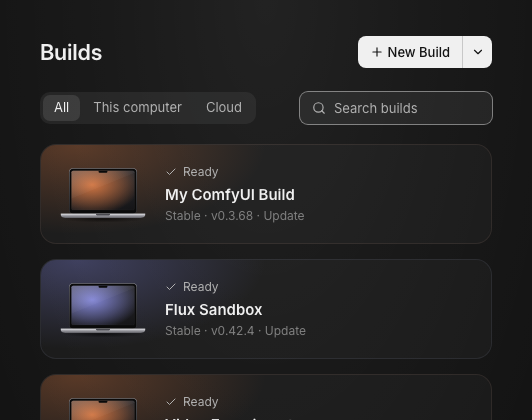 Builds
New Build
All
This computer
Cloud
Search builds
Ready
My ComfyUI Build
Stable · v0.3.68 · Update
Ready
Flux Sandbox
Stable · v0.42.4 · Update
Ready